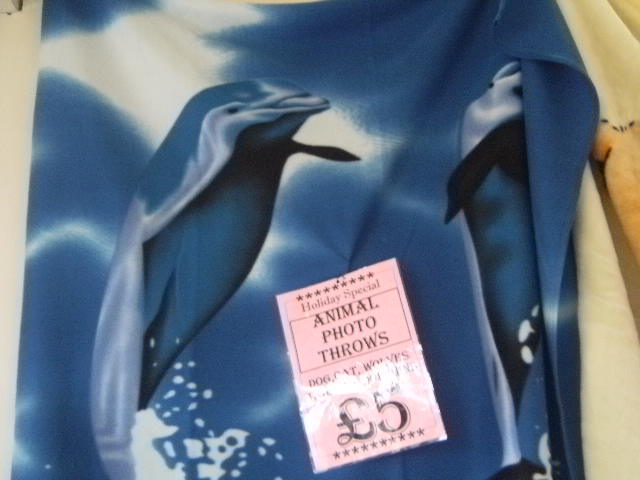 **********
Holiday Special
ANIMAL
PHOTO
THROWS
DOG, CAT, WOLVES
£5
**********